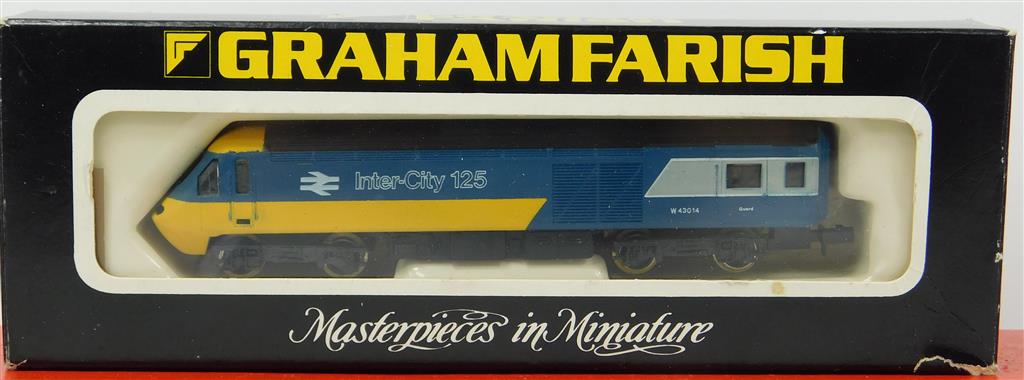 GRAHAM FARISH
Inter-City 125
W 43014
Guard
Masterpieces in Miniature